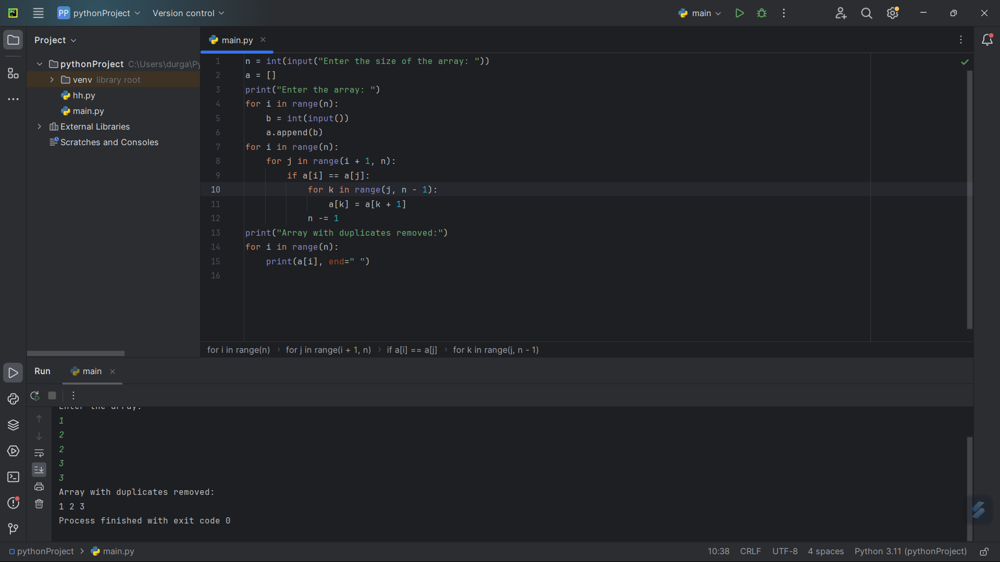 PP pythonProject Version control main
Project
main.py
pythonProject C:\Users\durga\Py
venv library root
hh.py
main.py
External Libraries
Scratches and Consoles
1 n = int(input("Enter the size of the array: "))
2 a = []
3 print("Enter the array: ")
4 for i in range(n):
5     b = int(input())
6     a.append(b)
7 for i in range(n):
8     for j in range(i + 1, n):
9         if a[i] == a[j]:
10             for k in range(j, n - 1):
11                 a[k] = a[k + 1]
12             n -= 1
13 print("Array with duplicates removed:")
14 for i in range(n):
15     print(a[i], end=" ")
16
for i in range(n) › for j in range(i + 1, n) › if a[i] == a[j] › for k in range(j, n - 1)
Run main
Enter the array:
1
2
2
3
3
Array with duplicates removed:
1 2 3
Process finished with exit code 0
pythonProject > main.py 10:38 CRLF UTF-8 4 spaces Python 3.11 (pythonProject)